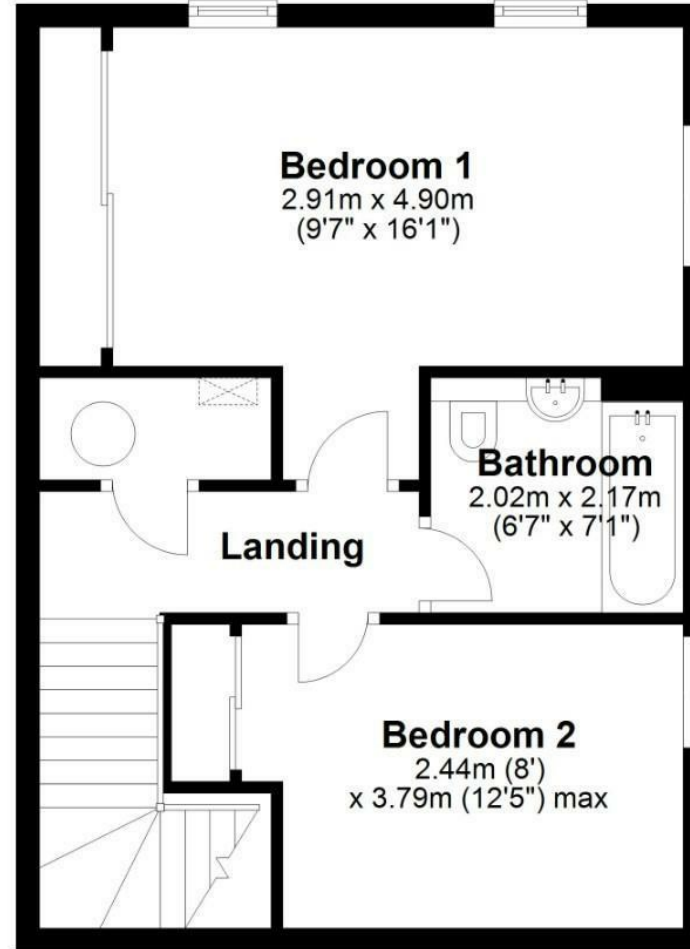 Bedroom 1
2.91m x 4.90m
(9'7" x 16'1")
Bathroom
2.02m x 2.17m
(6'7" x 7'1")
Landing
Bedroom 2
2.44m (8')
x 3.79m (12'5") max